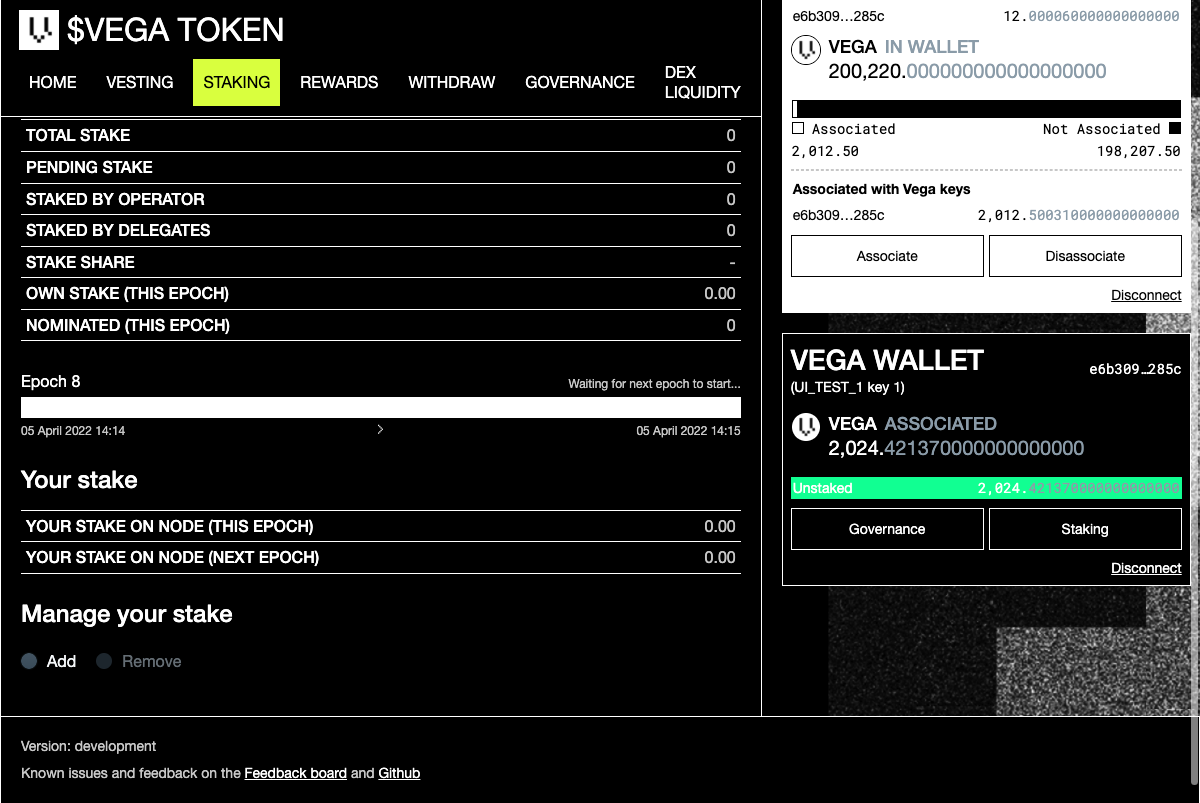 $VEGA TOKEN
HOME VESTING STAKING REWARDS WITHDRAW GOVERNANCE DEX LIQUIDITY
TOTAL STAKE 0
PENDING STAKE 0
STAKED BY OPERATOR 0
STAKED BY DELEGATES 0
STAKE SHARE -
OWN STAKE (THIS EPOCH) 0.00
NOMINATED (THIS EPOCH) 0
Epoch 8 Waiting for next epoch to start...
05 April 2022 14:14 05 April 2022 14:15
Your stake
YOUR STAKE ON NODE (THIS EPOCH) 0.00
YOUR STAKE ON NODE (NEXT EPOCH) 0.00
Manage your stake
Add Remove
e6b309…285c 12.000060000000000000
VEGA IN WALLET
200,220.000000000000000000
Associated Not Associated
2,012.50 198,207.50
Associated with Vega keys
e6b309…285c 2,012.500310000000000000
Associate Disassociate
Disconnect
VEGA WALLET e6b309…285c
(UI_TEST_1 key 1)
VEGA ASSOCIATED
2,024.421370000000000000
Unstaked 2,024.421370000000000000
Governance Staking
Disconnect
Version: development
Known issues and feedback on the Feedback board and Github